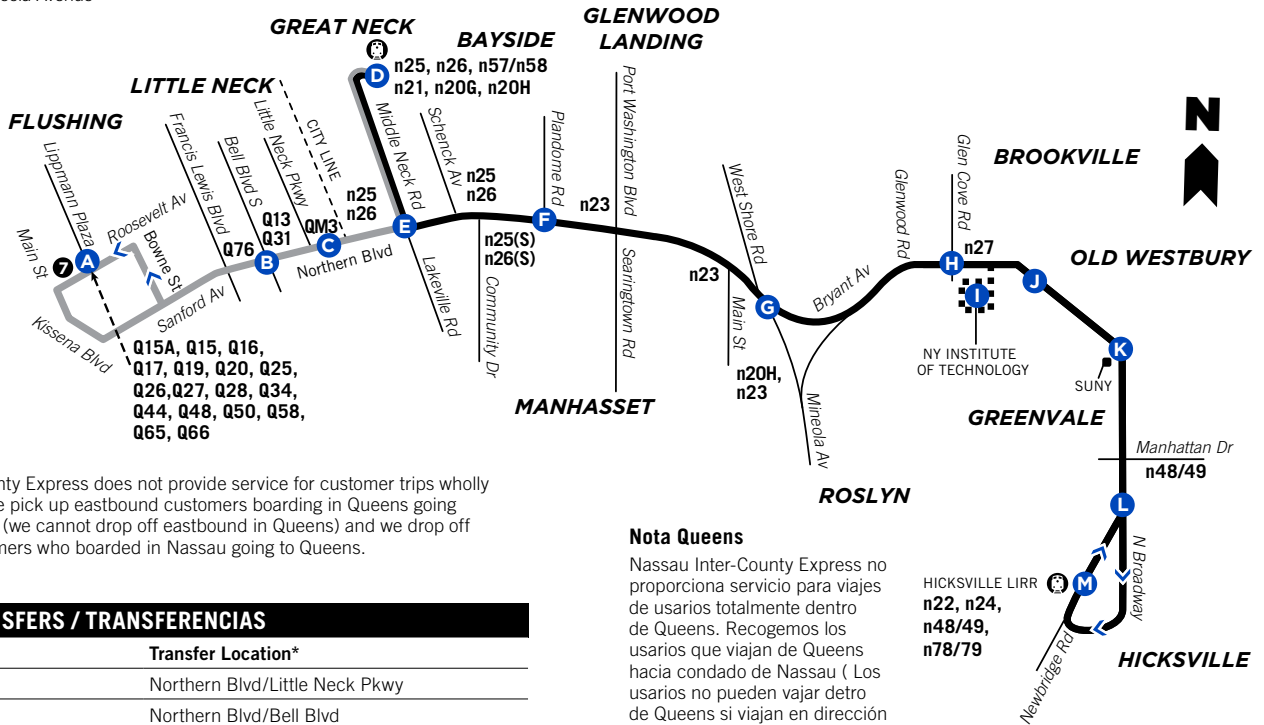 GREAT NECK
GLENWOOD
LANDING
BAYSIDE
D
n25, n26, n57/n58
n21, n20G, n20H
LITTLE NECK
FLUSHING
Lippmann Plaza
Roosevelt Av
Main St
Bowne St
7
A
Kissena Blvd
Sanford Av
Francis Lewis Blvd
Bell Blvd S
Little Neck Pkwy
CITY LINE
Q76
Q13
Q31
B
QM3
C
Northern Blvd
n25
n26
Middle Neck Rd
E
Lakeville Rd
Schenck Av
n25
n26
n25(S)
n26(S)
Community Dr
Plandome Rd
F
n23
Port Washington Blvd
Searingtown Rd
MANHASSET
n23
Main St
n20H,
n23
West Shore Rd
G
Mineola Av
Bryant Av
ROSLYN
Glenwood Rd
Glen Cove Rd
H
n27
I
NY INSTITUTE
OF TECHNOLOGY
J
N
BROOKVILLE
OLD WESTBURY
K
SUNY
GREENVALE
Manhattan Dr
n48/49
L
N Broadway
HICKSVILLE LIRR
M
n22, n24,
n48/49,
n78/79
Newbridge Rd
HICKSVILLE
Q15A, Q15, Q16,
Q17, Q19, Q20, Q25,
Q26,Q27, Q28, Q34,
Q44, Q48, Q50, Q58,
Q65, Q66
nty Express does not provide service for customer trips wholly
e pick up eastbound customers boarding in Queens going
(we cannot drop off eastbound in Queens) and we drop off
mers who boarded in Nassau going to Queens.
SFERS / TRANSFERENCIAS
Transfer Location*
Northern Blvd/Little Neck Pkwy
Northern Blvd/Bell Blvd
Nota Queens
Nassau Inter-County Express no
proporciona servicio para viajes
de usarios totalmente dentro
de Queens. Recogemos los
usarios que viajan de Queens
hacia condado de Nassau ( Los
usarios no pueden vajar detro
de Queens si viajan en dirección